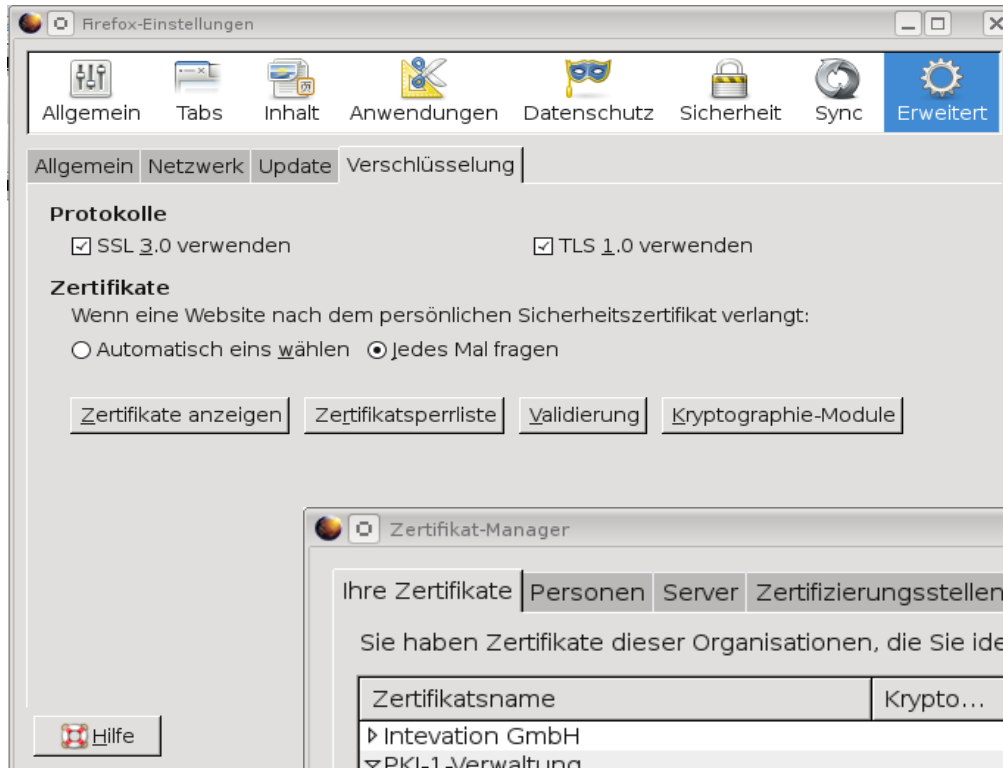 Firefox-Einstellungen
Allgemein Tabs Inhalt Anwendungen Datenschutz Sicherheit Sync Erweitert
Allgemein Netzwerk Update Verschlüsselung
Protokolle
SSL 3.0 verwenden TLS 1.0 verwenden
Zertifikate
Wenn eine Website nach dem persönlichen Sicherheitszertifikat verlangt:
Automatisch eins wählen Jedes Mal fragen
Zertifikate anzeigen Zertifikatsperrliste Validierung Kryptographie-Module
Zertifikat-Manager
Ihre Zertifikate Personen Server Zertifizierungsstellen
Sie haben Zertifikate dieser Organisationen, die Sie ide
Zertifikatsname Krypto...
Hilfe
Intevation GmbH
PKI-1-Verwaltung